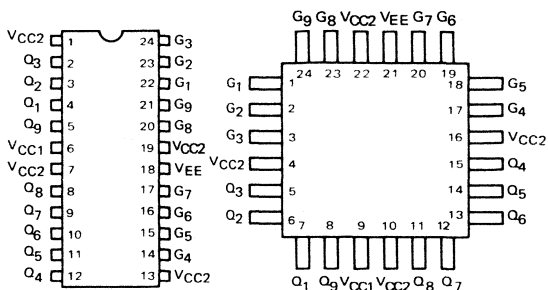 VCC2 1 24 G3
Q3 2 23 G2
Q2 3 22 G1
Q1 4 21 G9
Q9 5 20 G8
VCC1 6 19 VCC2
VCC2 7 18 VEE
Q8 8 17 G7
Q7 9 16 G6
Q6 10 15 G5
Q5 11 14 G4
Q4 12 13 VCC2
G9 G8 VCC2 VEE G7 G6
24 23 22 21 20 19
G1 1 18 G5
G2 2 17 G4
G3 3 16 VCC2
VCC2 4 15 Q4
Q3 5 14 Q5
Q2 6 13 Q6
7 8 9 10 11 12
Q1 Q9 VCC1 VCC2 Q8 Q7